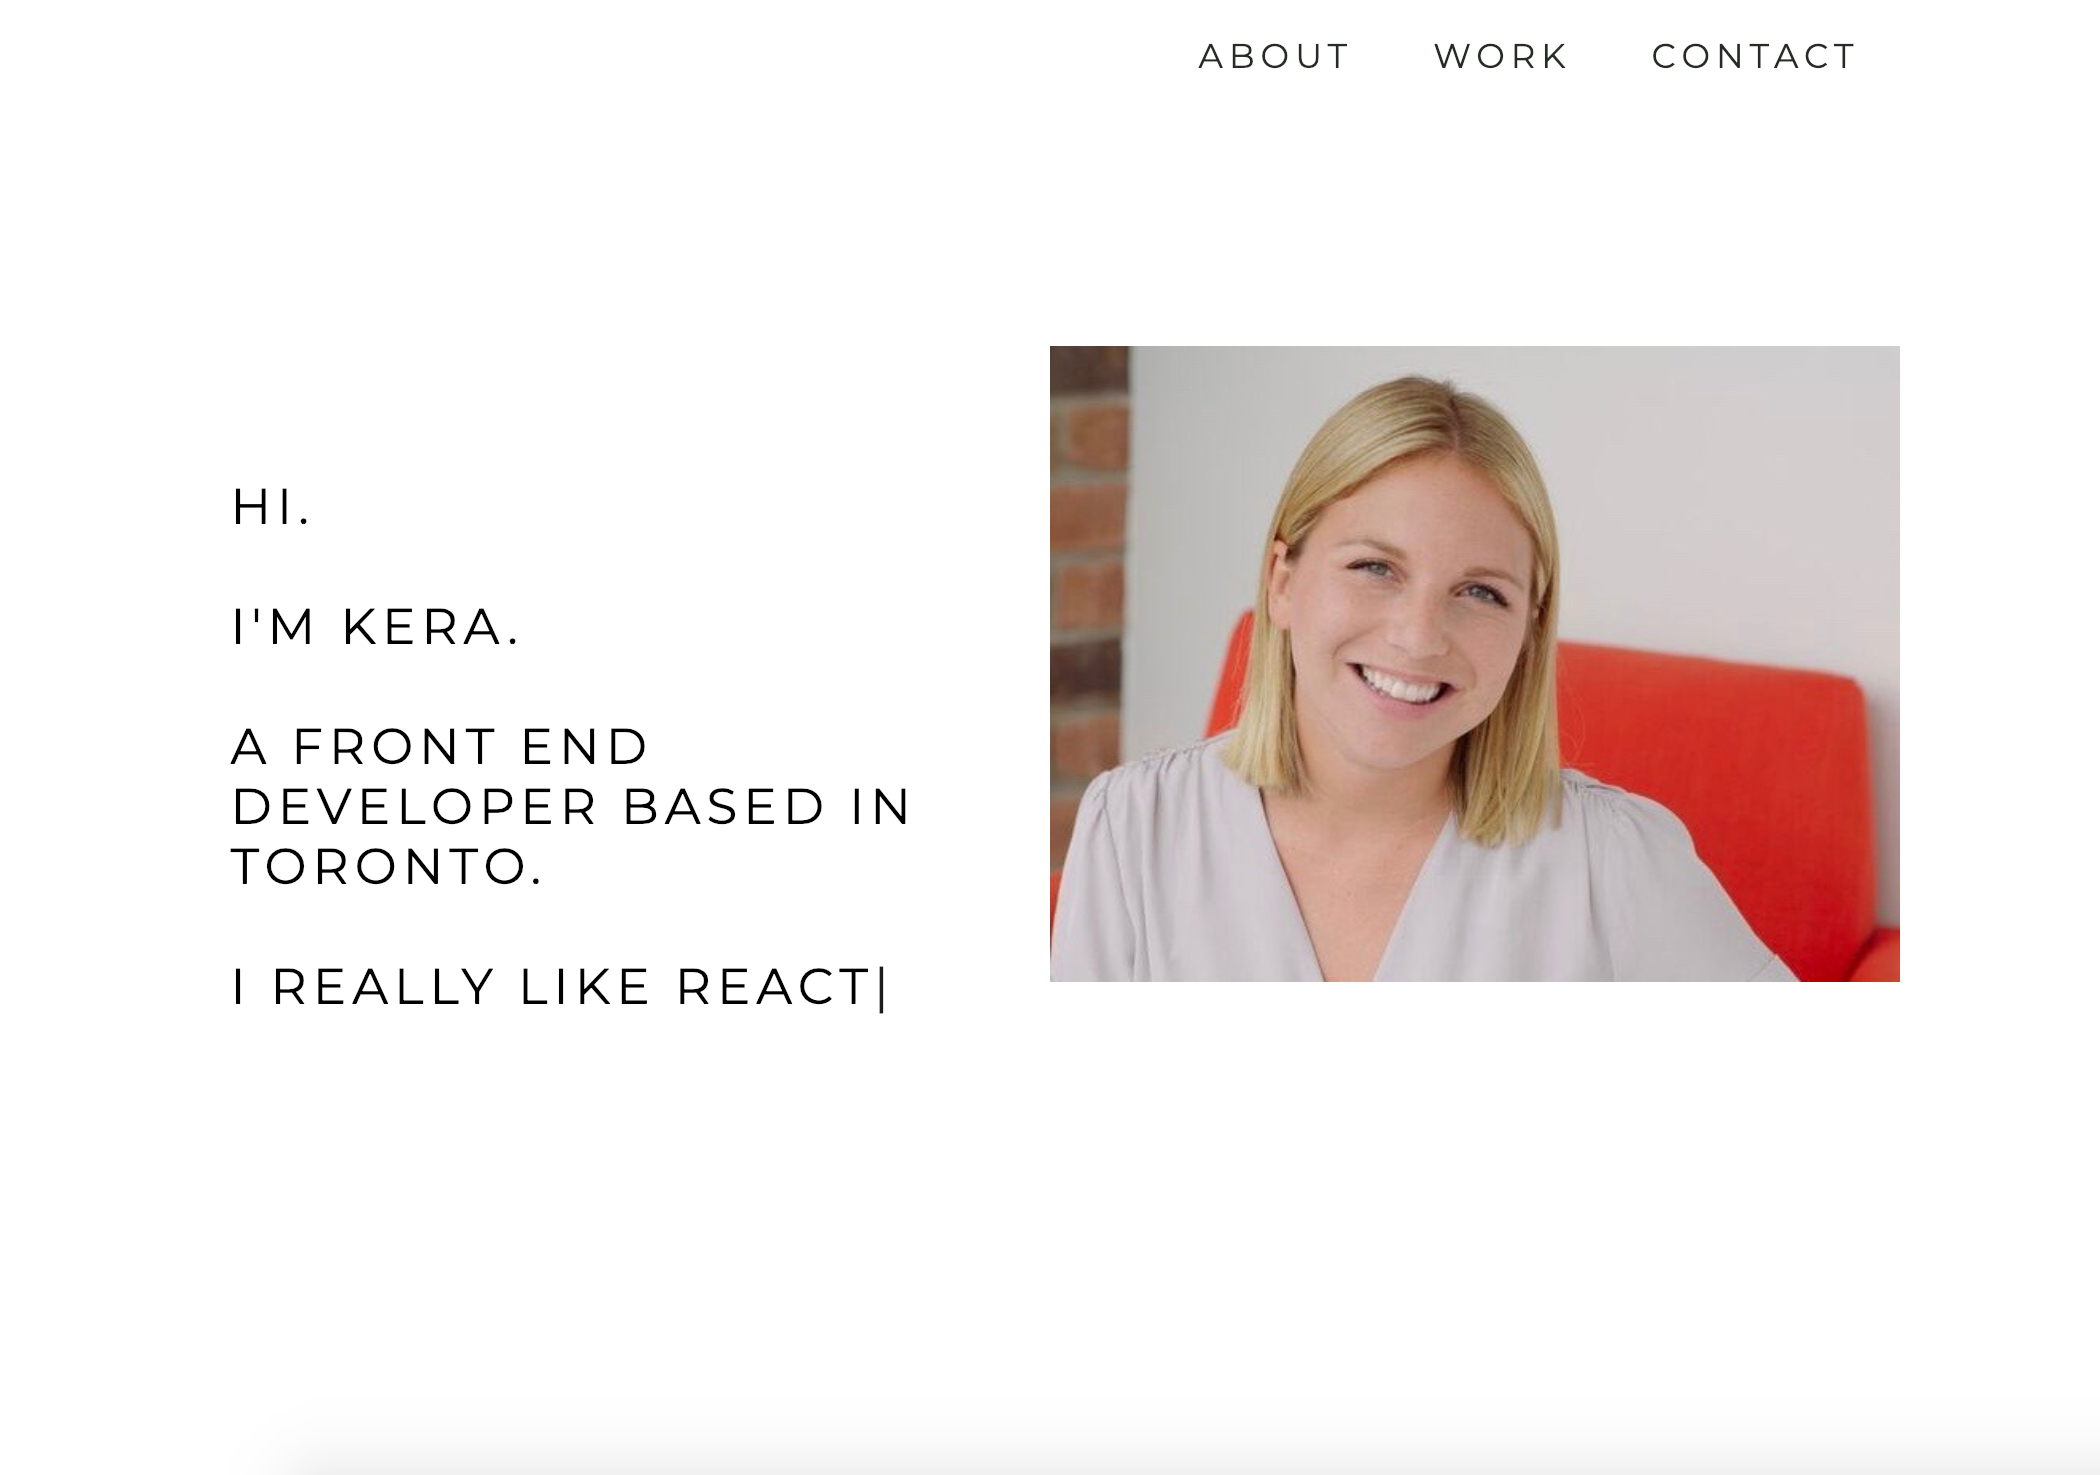 ABOUT WORK CONTACT
HI.
I'M KERA.
A FRONT END
DEVELOPER BASED IN
TORONTO.
I REALLY LIKE REACT|